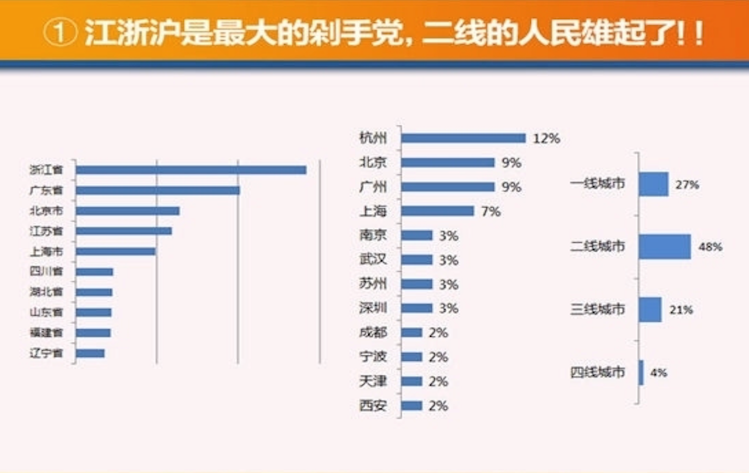 ① 江浙沪是最大的剁手党, 二线的人民雄起了!!
浙江省
广东省
北京市
江苏省
上海市
四川省
湖北省
山东省
福建省
辽宁省
杭州 12%
北京 9%
广州 9%
上海 7%
南京 3%
武汉 3%
苏州 3%
深圳 3%
成都 2%
宁波 2%
天津 2%
西安 2%
一线城市 27%
二线城市 48%
三线城市 21%
四线城市 4%